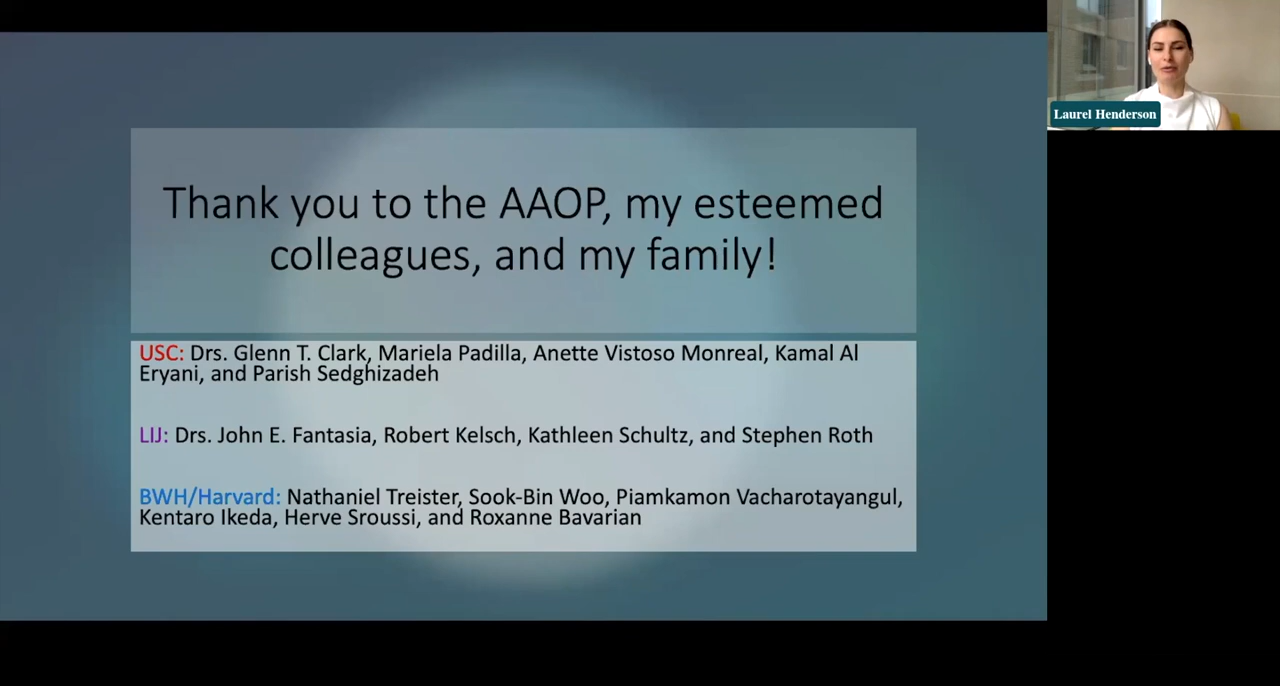 Thank you to the AAOP, my esteemed
colleagues, and my family!
USC: Drs. Glenn T. Clark, Mariela Padilla, Anette Vistoso Monreal, Kamal Al
Eryani, and Parish Sedghizadeh
LIJ: Drs. John E. Fantasia, Robert Kelsch, Kathleen Schultz, and Stephen Roth
BWH/Harvard: Nathaniel Treister, Sook-Bin Woo, Piamkamon Vacharotayangul,
Kentaro Ikeda, Herve Sroussi, and Roxanne Bavarian
Laurel Henderson